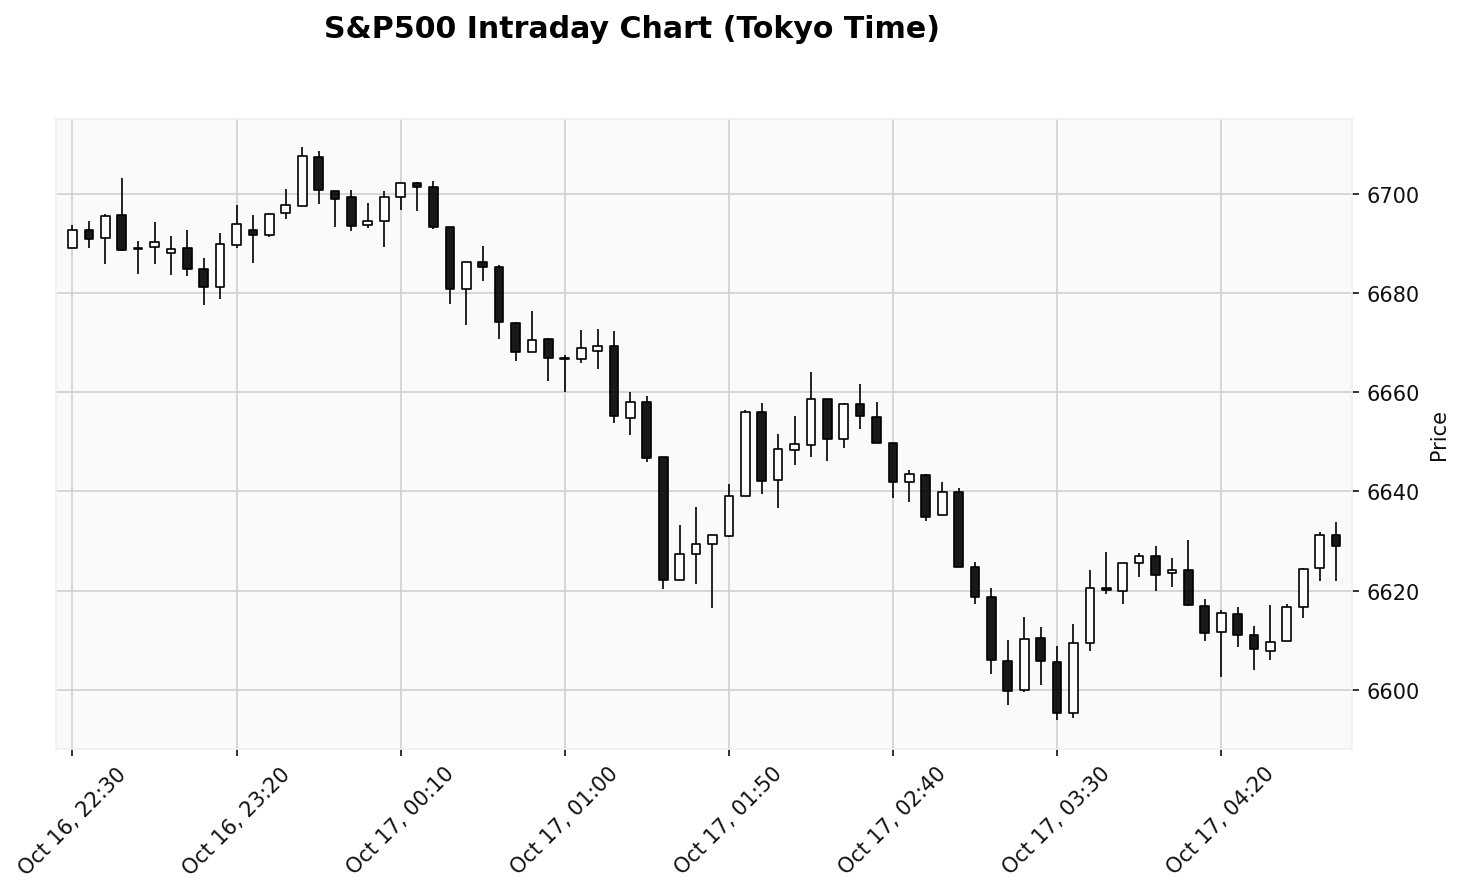 S&P500 Intraday Chart (Tokyo Time)
6700
6680
6660
6640
6620
6600
Price
Oct 16, 22:30
Oct 16, 23:20
Oct 17, 00:10
Oct 17, 01:00
Oct 17, 01:50
Oct 17, 02:40
Oct 17, 03:30
Oct 17, 04:20